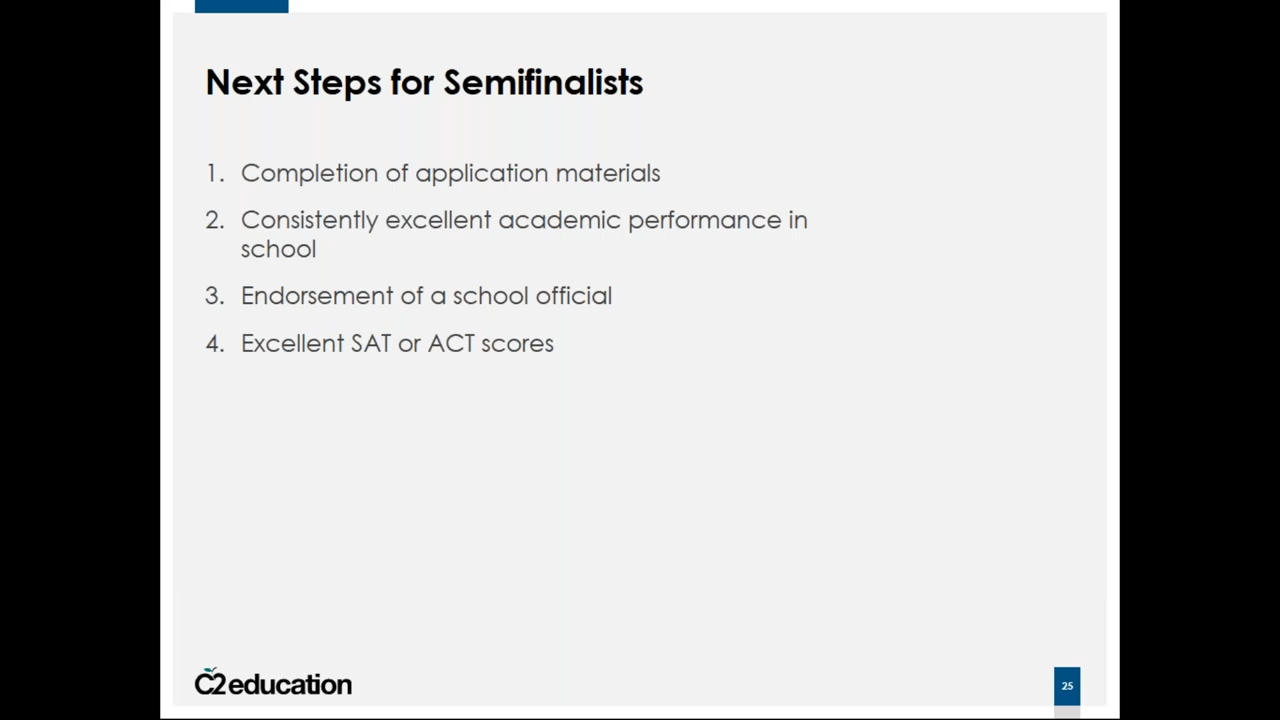 Next Steps for Semifinalists
1. Completion of application materials
2. Consistently excellent academic performance in
school
3. Endorsement of a school official
4. Excellent SAT or ACT scores
C2education
25